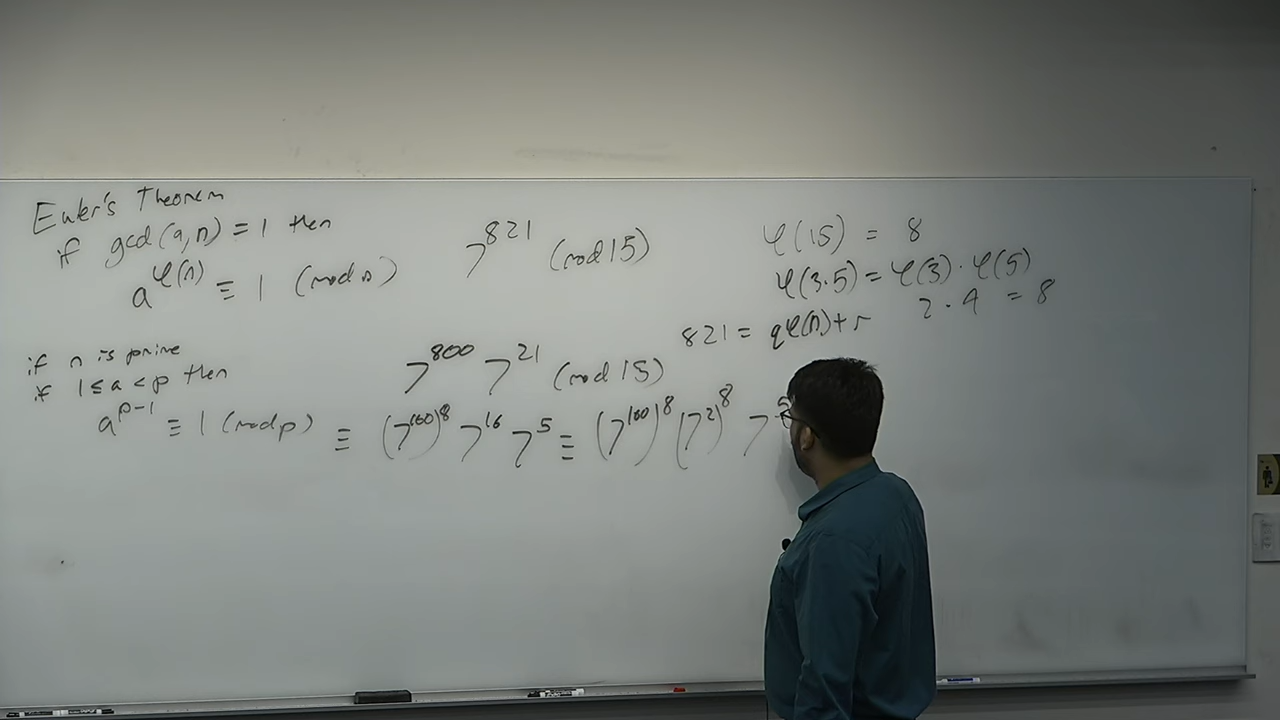 Euler's Theorem
if gcd(a,n) = 1 then
a^φ(n) ≡ 1 (mod n)
if n is prime
if 1 ≤ a < p then
a^p-1 ≡ 1 (mod p)
7^821 (mod 15)
7^800 7^21 (mod 15)
≡ (7^100)^8 7^16 7^5 ≡ (7^100)^8 (7^2)^8 7^5
φ(15) = 8
φ(3·5) = φ(3)·φ(5)
2·4 = 8
821 = qφ(n)+r